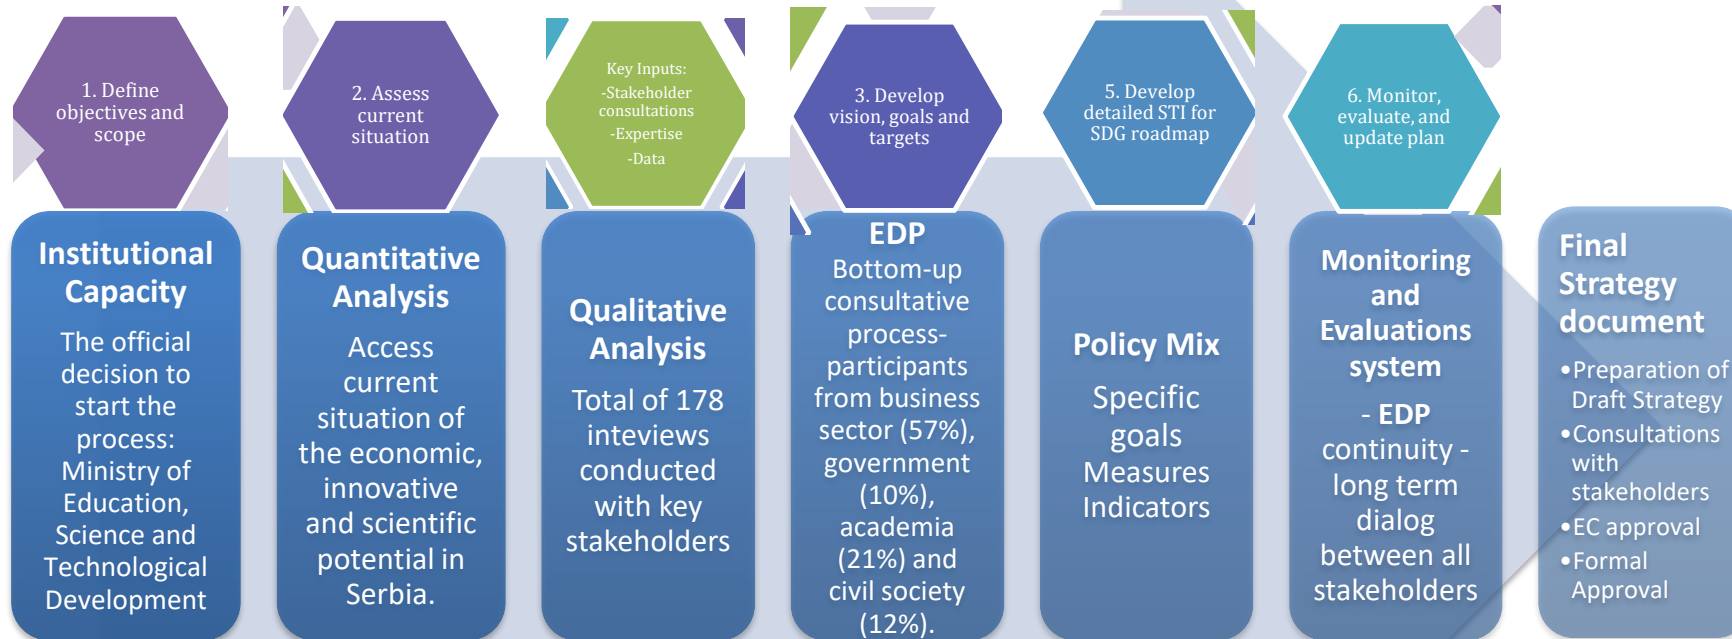 1. Define
objectives and
scope
2. Assess
current
situation
Key Inputs:
-Stakeholder
consultations
-Expertise
-Data
3. Develop
vision, goals and
targets
5. Develop
detailed STI for
SDG roadmap
6. Monitor,
evaluate, and
update plan
Institutional
Capacity
The official
decision to
start the
process:
Ministry of
Education,
Science and
Technological
Development
Quantitative
Analysis
Access
current
situation of
the economic,
innovative
and scientific
potential in
Serbia.
Qualitative
Analysis
Total of 178
inteviews
conducted
with key
stakeholders
EDP
Bottom-up
consultative
process-
participants
from business
sector (57%),
government
(10%),
academia
(21%) and
civil society
(12%).
Policy Mix
Specific
goals
Measures
Indicators
Monitoring
and
Evaluations
system
- EDP
continuity -
long term
dialog
between all
stakeholders
Final
Strategy
document
•Preparation of
Draft Strategy
•Consultations
with
stakeholders
•EC approval
•Formal
Approval